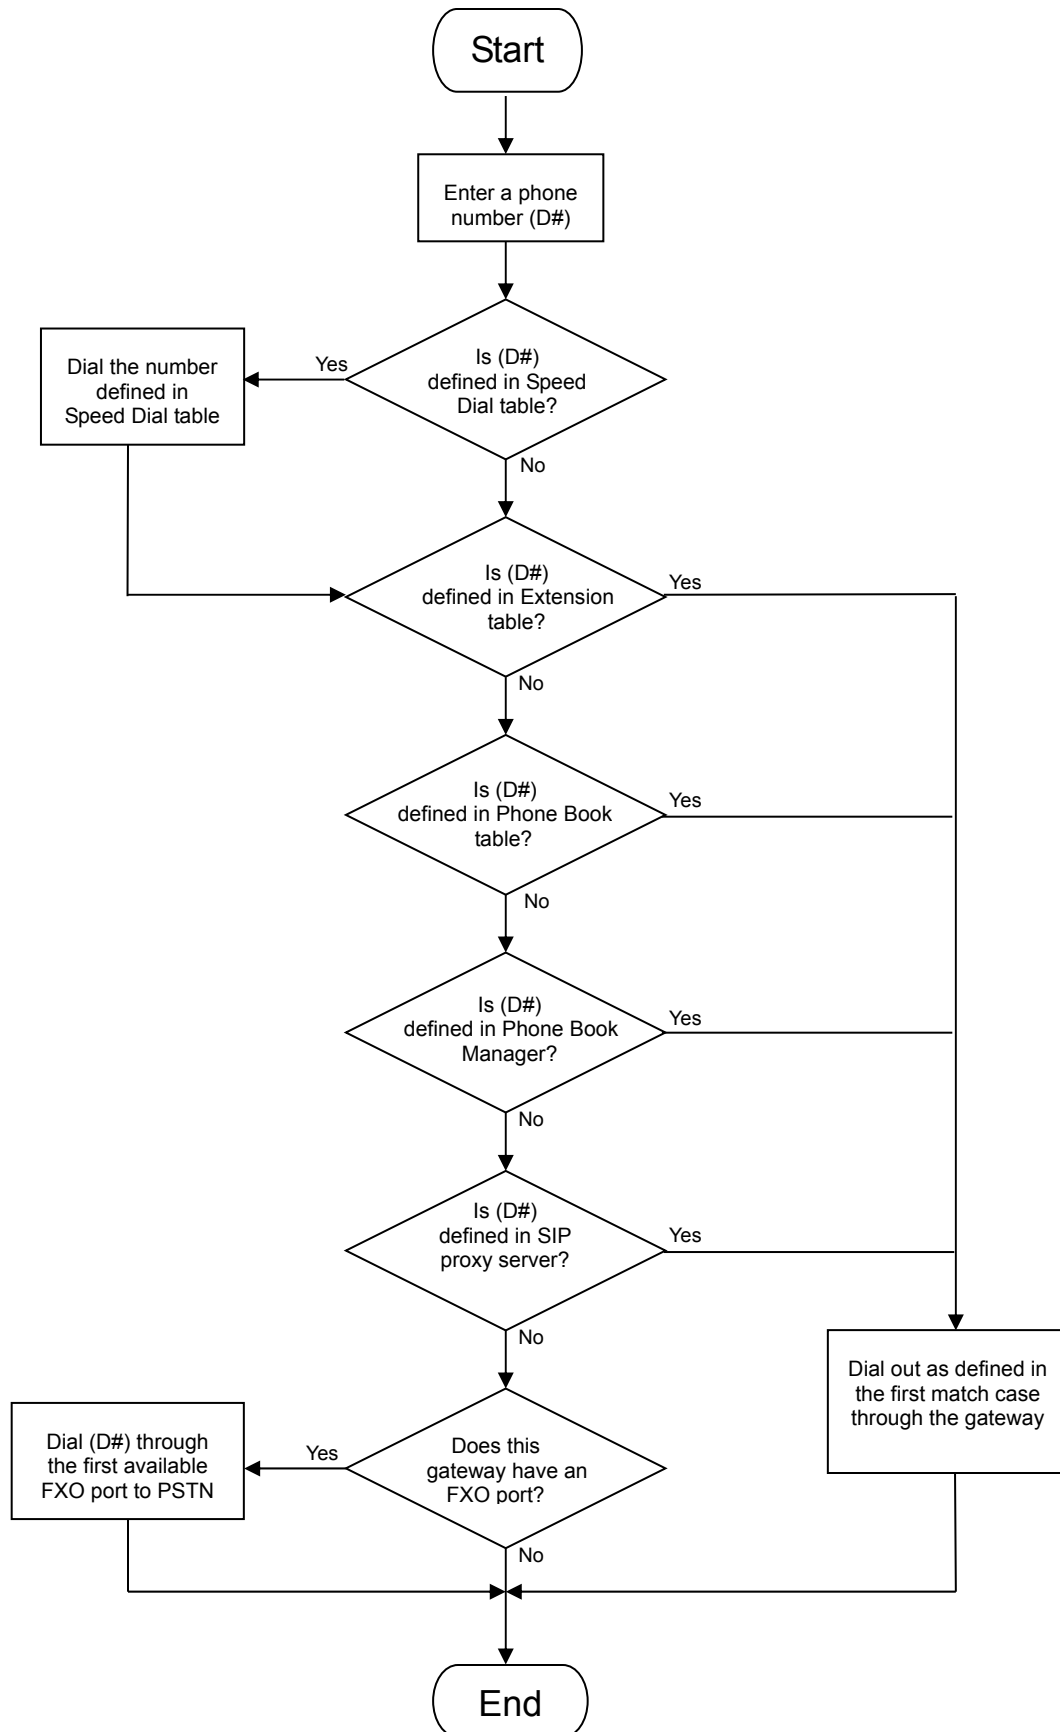 Start
Enter a phone
number (D#)
Is (D#)
defined in Speed
Dial table?
Yes
Dial the number
defined in
Speed Dial table
No
Is (D#)
defined in Extension
table?
Yes
No
Is (D#)
defined in Phone Book
table?
Yes
No
Is (D#)
defined in Phone Book
Manager?
Yes
No
Is (D#)
defined in SIP
proxy server?
Yes
No
Dial out as defined in
the first match case
through the gateway
Does this
gateway have an
FXO port?
Yes
Dial (D#) through
the first available
FXO port to PSTN
No
End